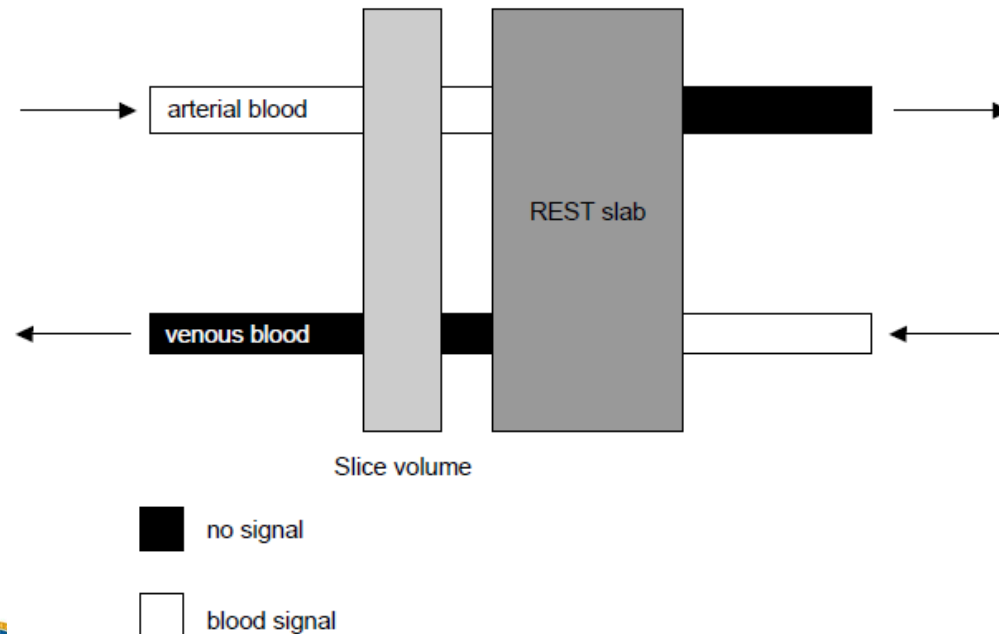 arterial blood
REST slab
venous blood
Slice volume
no signal
blood signal